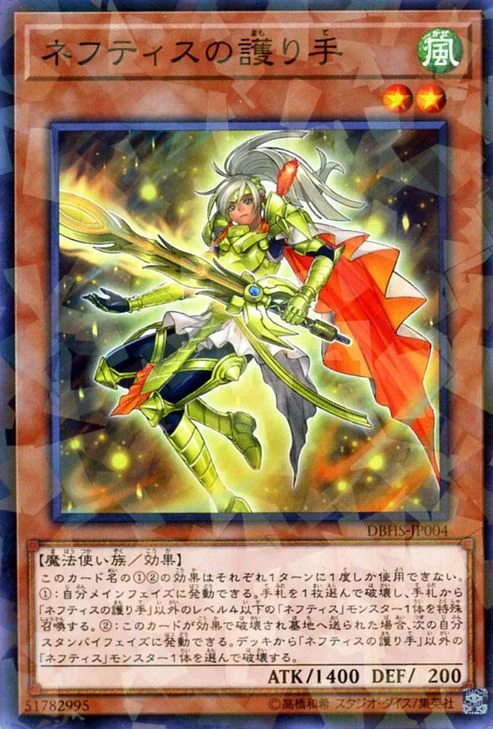 ネフティスの護り手
風
DBHS-JP004
【魔法使い族/効果】
このカード名の①②の効果はそれぞれ1ターンに1度しか使用できない。
①:自分メインフェイズに発動できる。手札を1枚選んで破壊し、手札から
「ネフティスの護り手」以外のレベル4以下の「ネフティス」モンスター1体を特殊
召喚する。②:このカードが効果で破壊され墓地へ送られた場合、次の自分
スタンバイフェイズに発動できる。デッキから「ネフティスの護り手」以外の
「ネフティス」モンスター1体を選んで破壊する。
ATK/1400 DEF/ 200
51782995
©高橋和希 スタジオ・ダイス/集英社